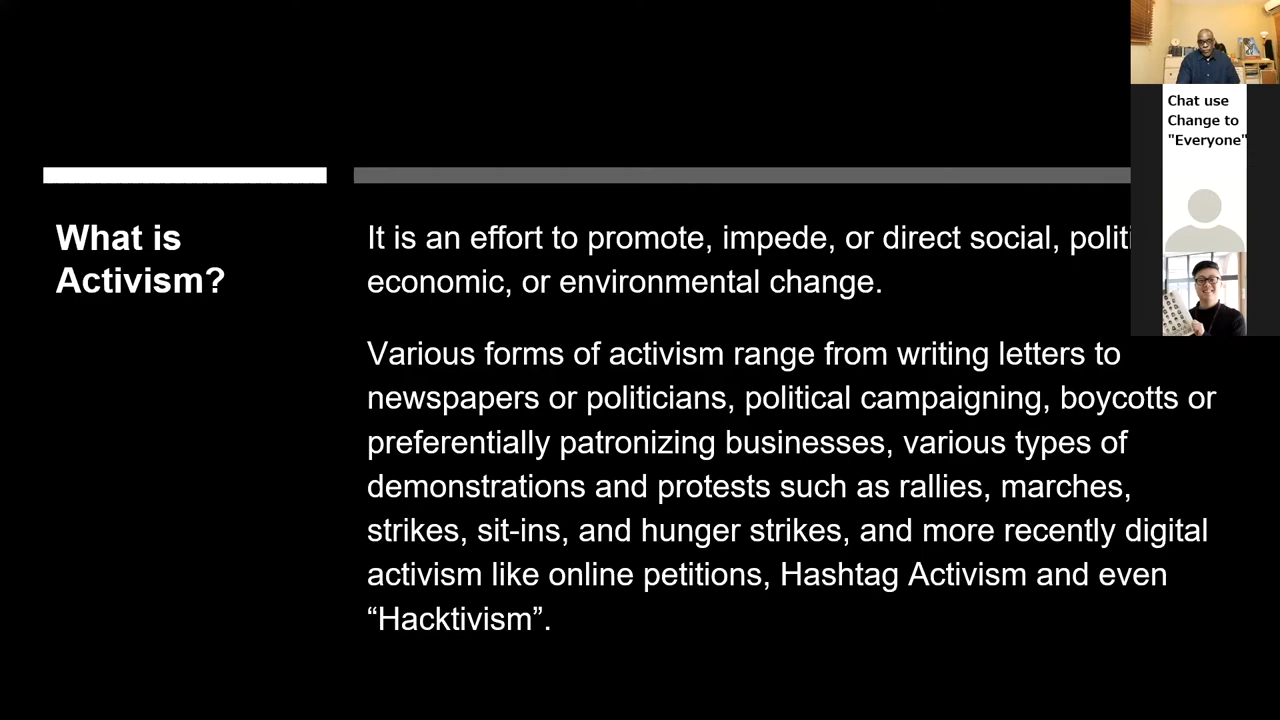 Chat use
Change to
"Everyone"
What is
Activism?
It is an effort to promote, impede, or direct social,
economic, or environmental change.
Various forms of activism range from writing letters to
newspapers or politicians, political campaigning, boycotts or
preferentially patronizing businesses, various types of
demonstrations and protests such as rallies, marches,
strikes, sit-ins, and hunger strikes, and more recently digital
activism like online petitions, Hashtag Activism and even
“Hacktivism”.